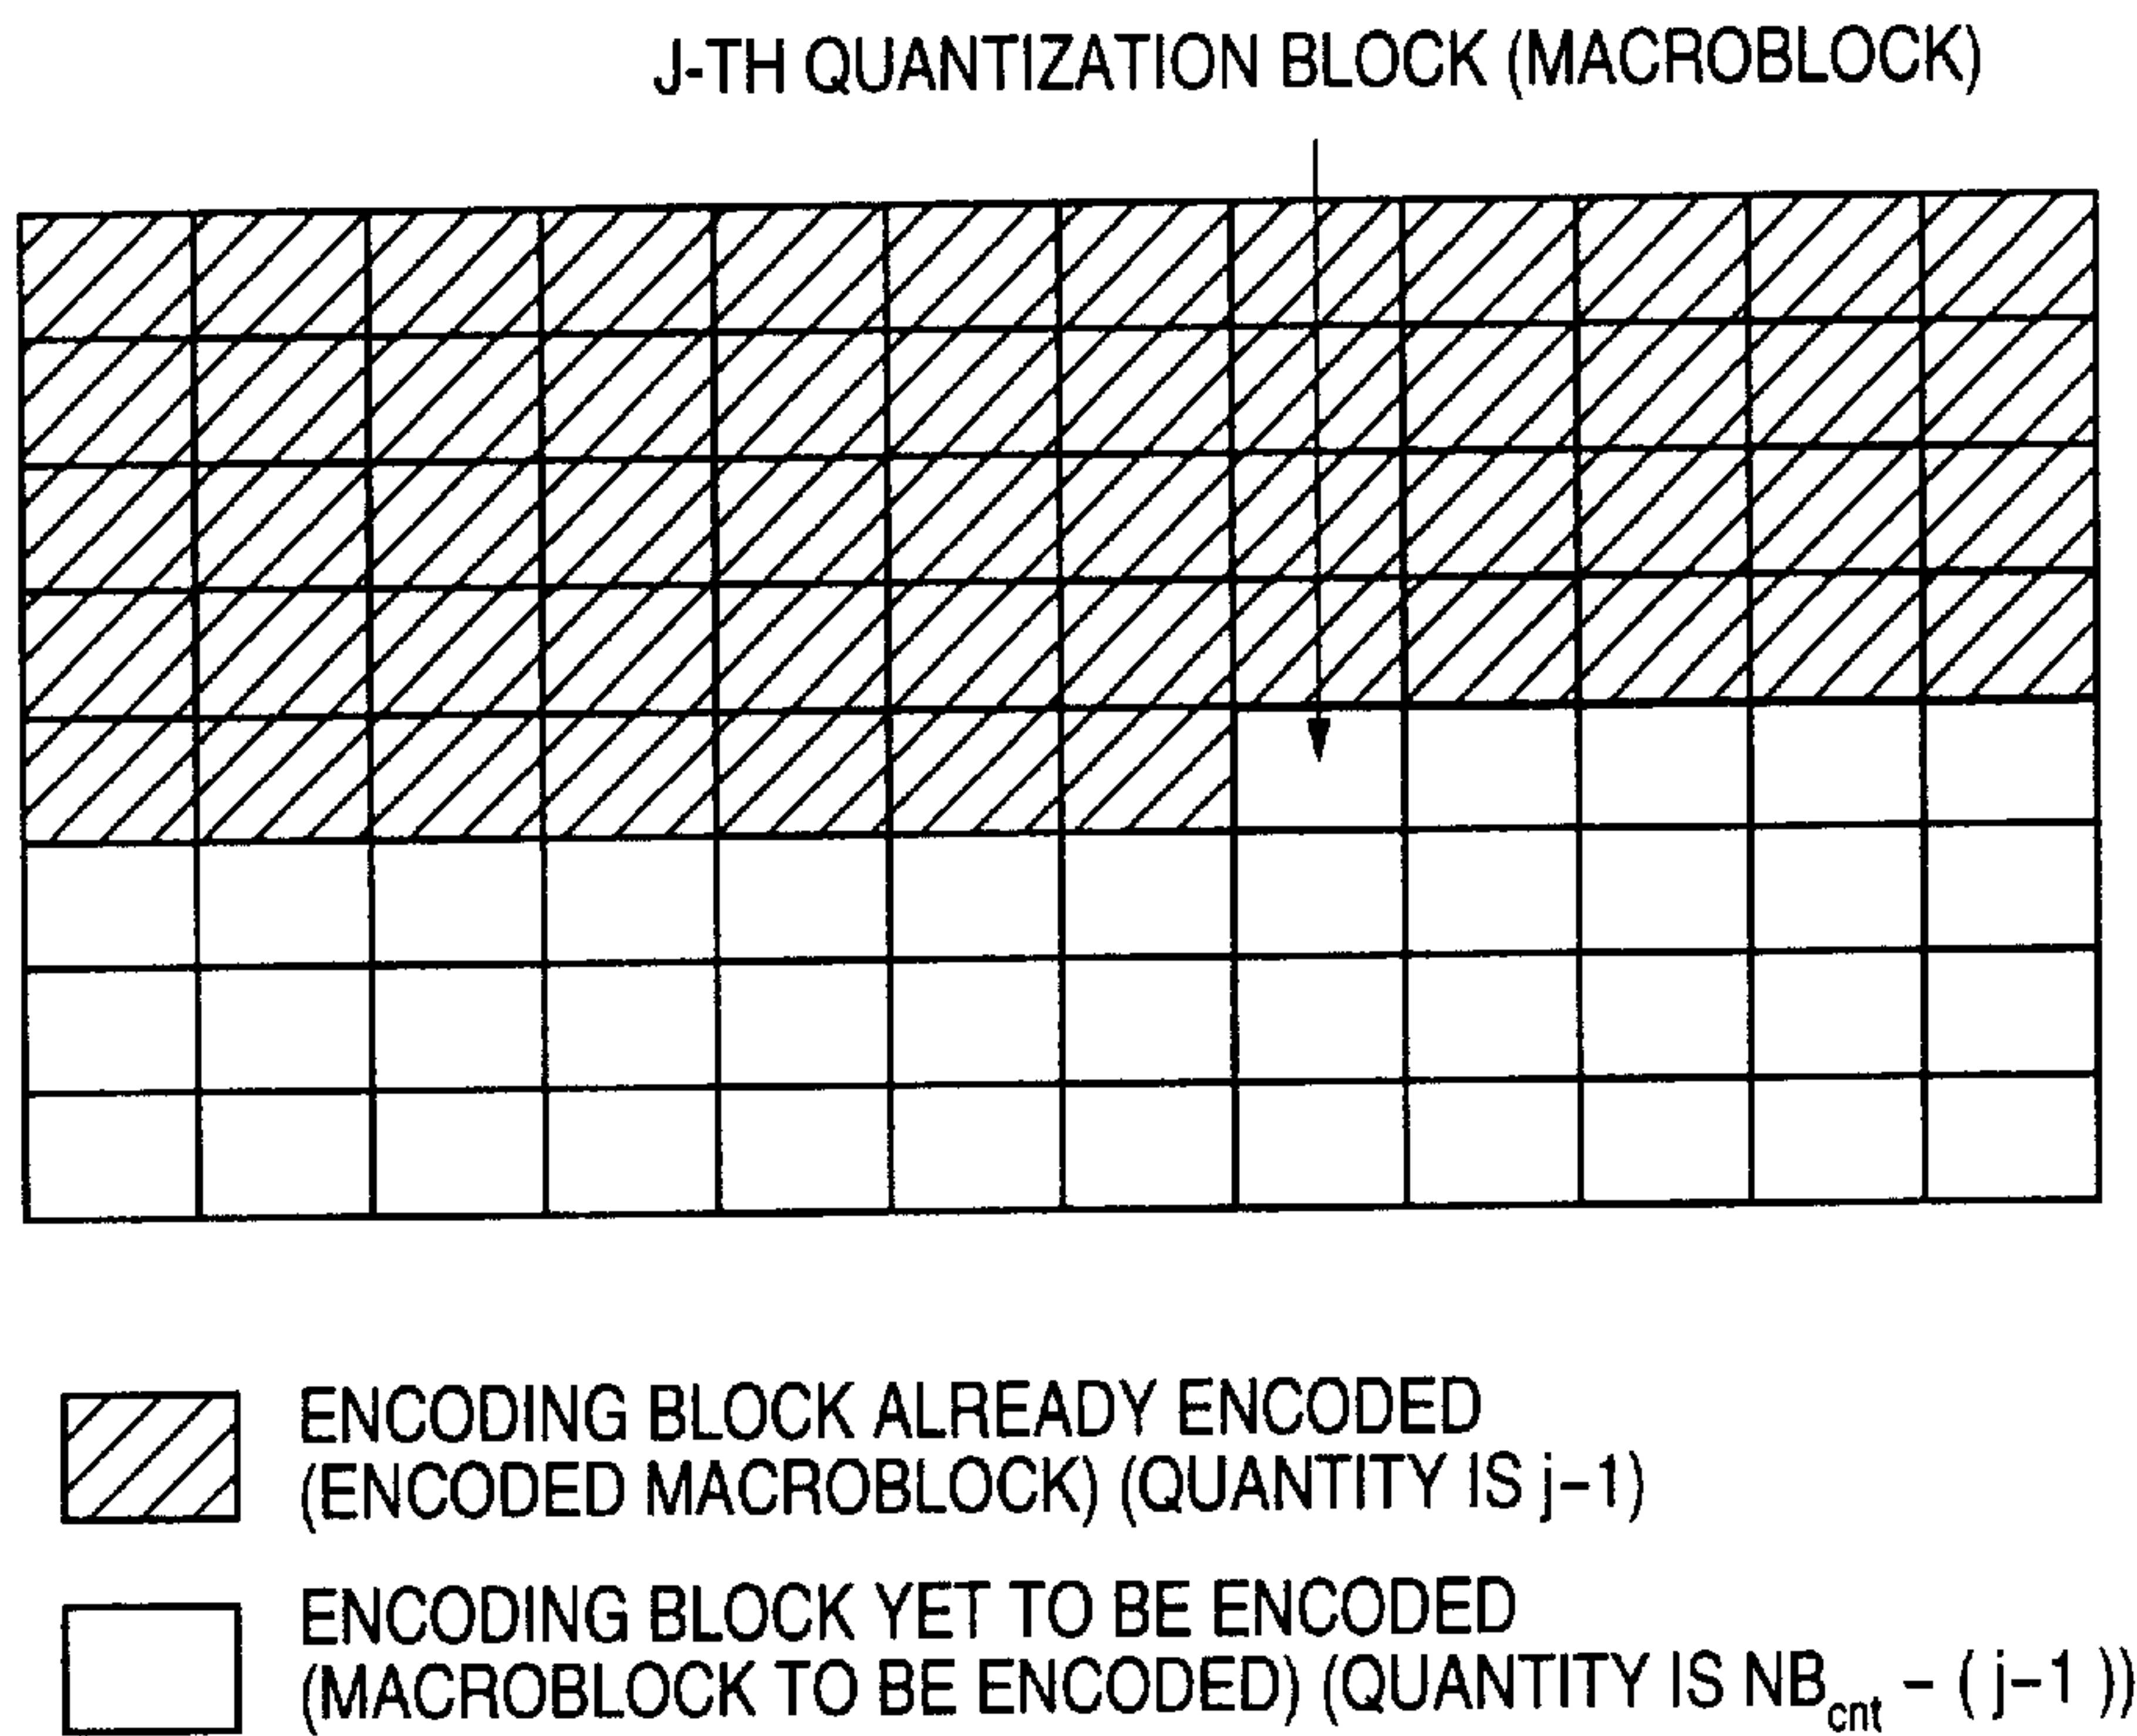 J-TH QUANTIZATION BLOCK (MACROBLOCK)
ENCODING BLOCK ALREADY ENCODED
(ENCODED MACROBLOCK) (QUANTITY IS j-1)
ENCODING BLOCK YET TO BE ENCODED
(MACROBLOCK TO BE ENCODED) (QUANTITY IS NBcnt - ( j-1 ))